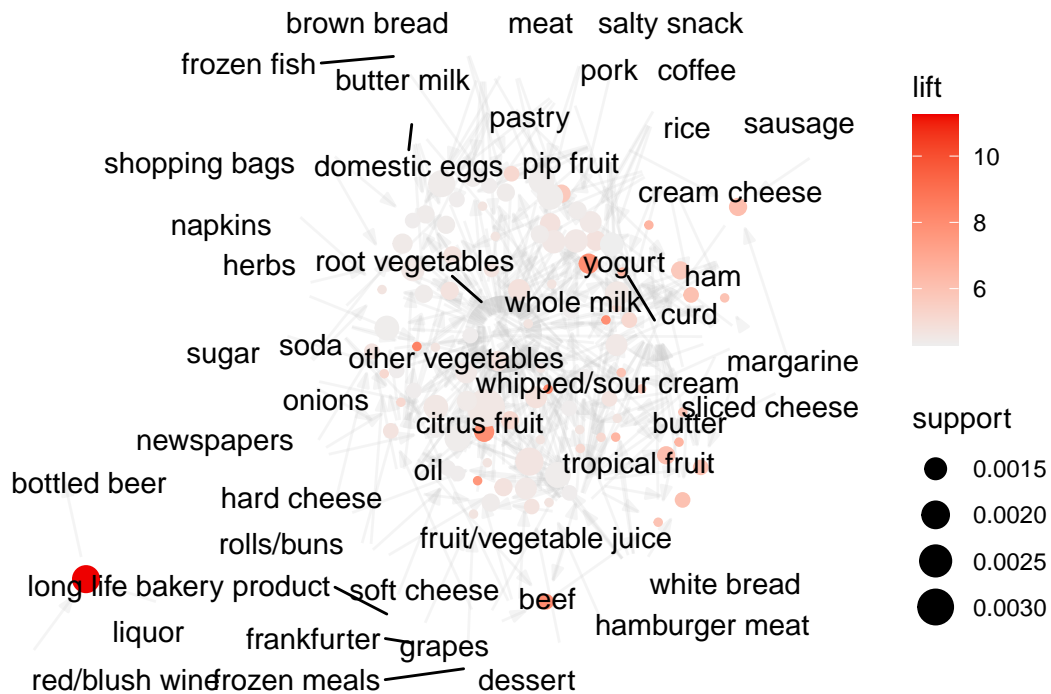 brown bread
meat
salty snack
frozen fish
butter milk
pork
coffee
lift
pastry
rice
sausage
10
shopping bags
domestic eggs
pip fruit
cream cheese
napkins
8
herbs
root vegetables
yogurt
ham
6
whole milk
curd
sugar
soda
other vegetables
margarine
whipped/sour cream
onions
sliced cheese
citrus fruit
butter
support
newspapers
oil
tropical fruit
0.0015
bottled beer
hard cheese
0.0020
rolls/buns
fruit/vegetable juice
0.0025
long life bakery product
soft cheese
beef
white bread
0.0030
liquor
frankfurter
grapes
hamburger meat
red/blush wine
frozen meals
dessert